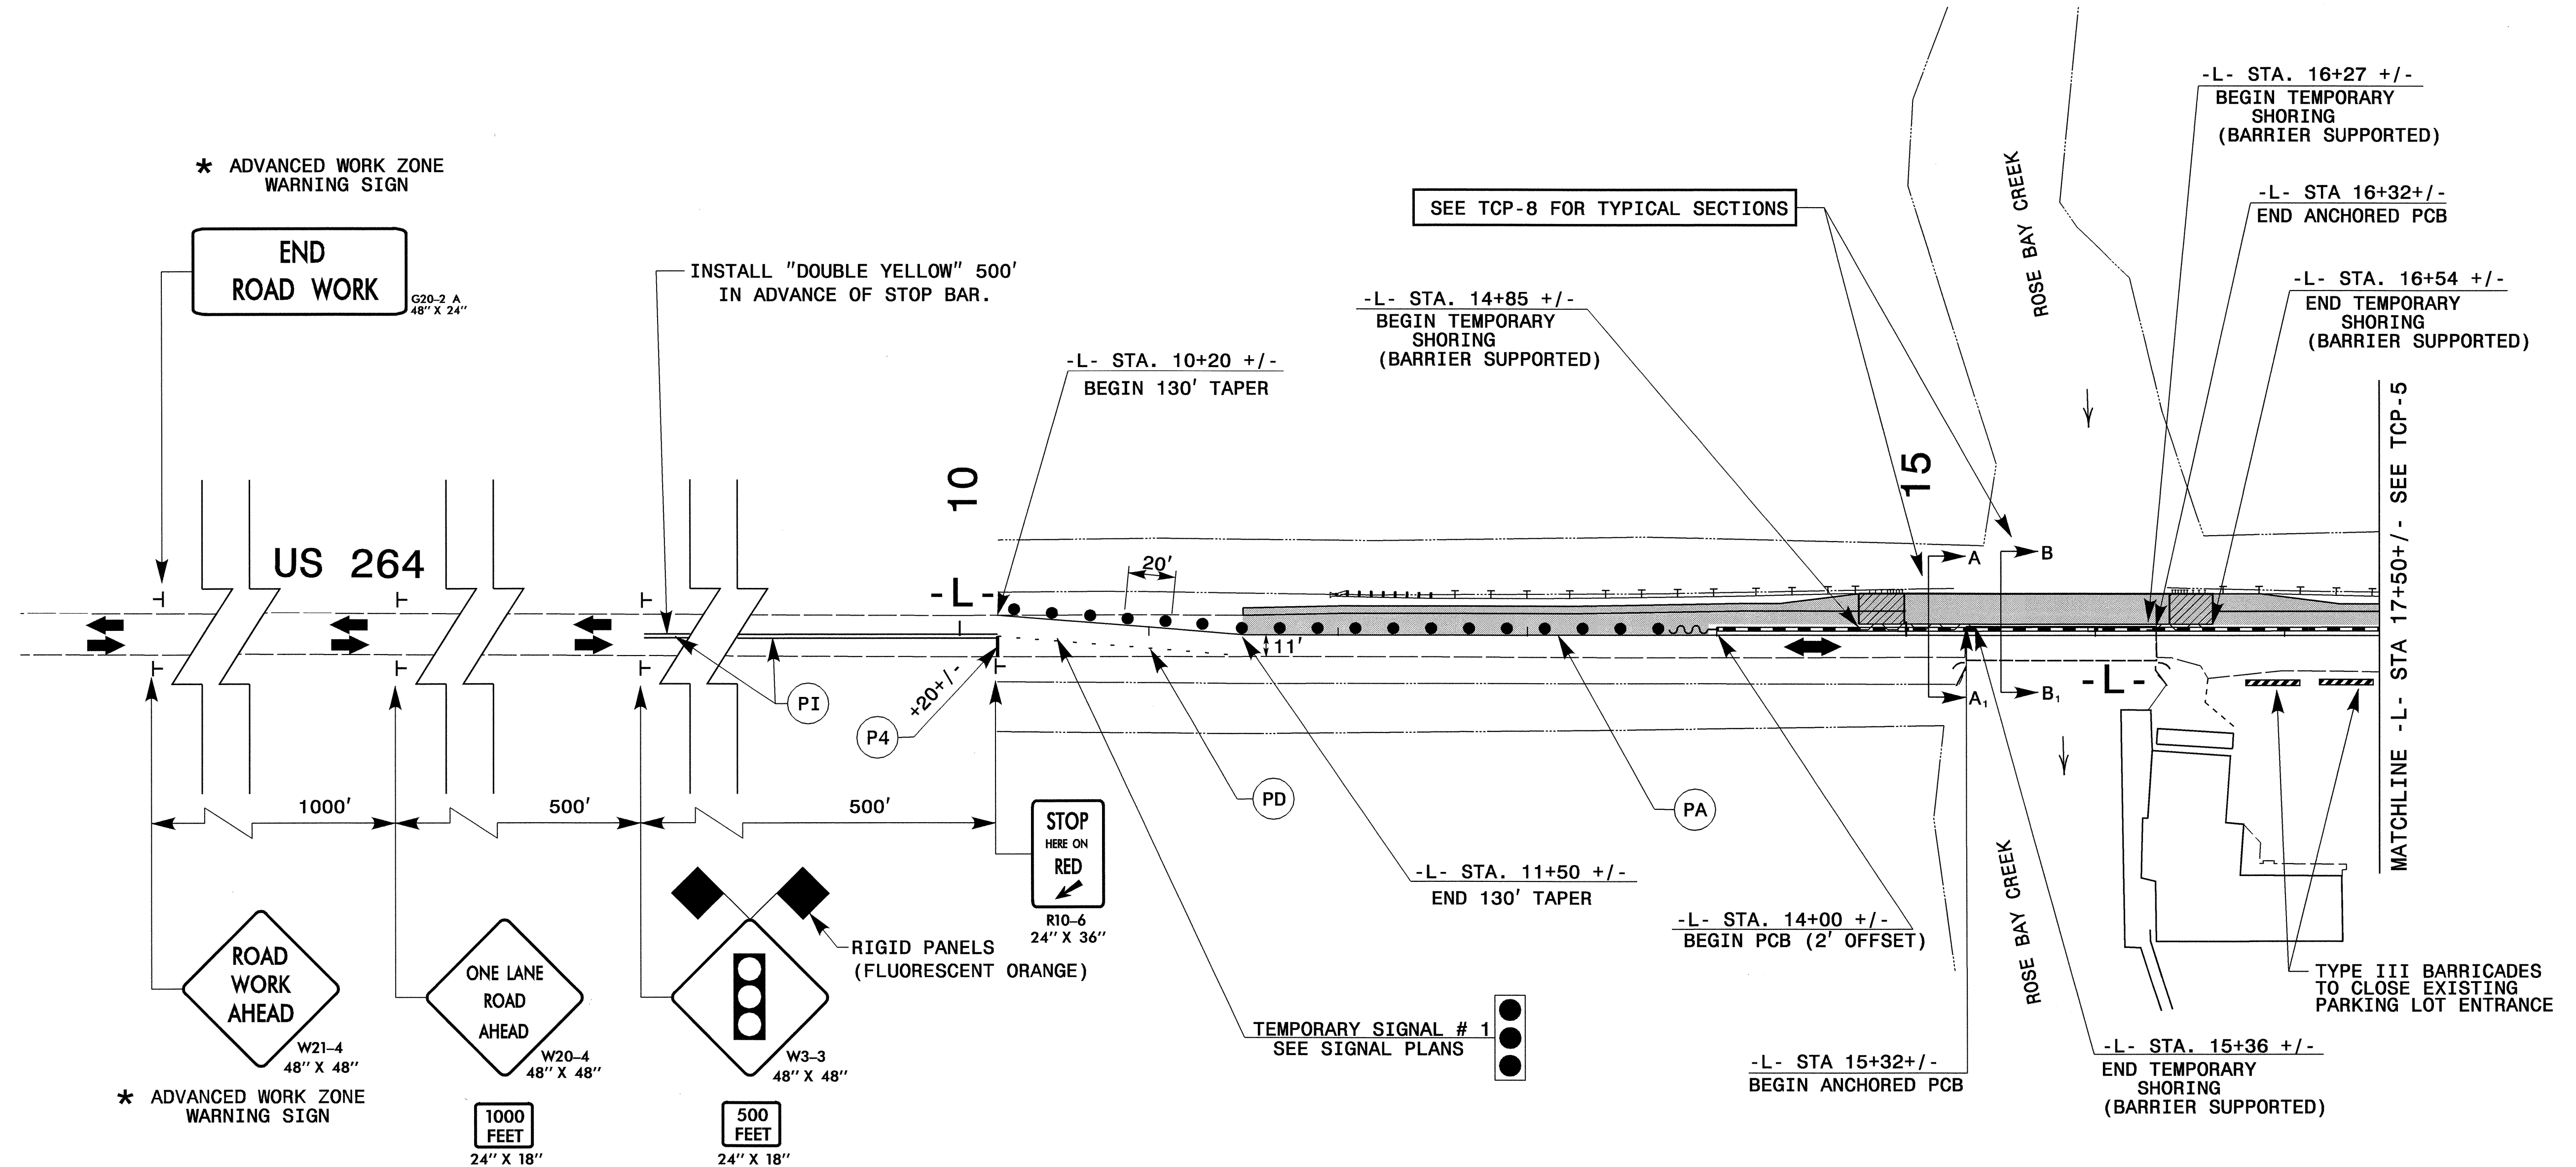 -L- STA. 16+27 +/-
BEGIN TEMPORARY
SHORING
(BARRIER SUPPORTED)
* ADVANCED WORK ZONE
WARNING SIGN
END
ROAD WORK
G20-2 A
48" X 24"
SEE TCP-8 FOR TYPICAL SECTIONS
ROSE BAY CREEK
-L- STA 16+32+/-
END ANCHORED PCB
INSTALL "DOUBLE YELLOW" 500'
IN ADVANCE OF STOP BAR.
-L- STA. 14+85 +/-
BEGIN TEMPORARY
SHORING
(BARRIER SUPPORTED)
-L- STA. 16+54 +/-
END TEMPORARY
SHORING
(BARRIER SUPPORTED)
-L- STA. 10+20 +/-
BEGIN 130' TAPER
MATCHLINE -L- STA 17+50+/- SEE TCP-5
10
15
US 264
-L-
20'
A
B
11'
-L-
A1
B1
PI
+20+/-
P4
PD
PA
1000'
500'
500'
STOP
HERE ON
RED
R10-6
24" X 36"
-L- STA. 11+50 +/-
END 130' TAPER
-L- STA. 14+00 +/-
BEGIN PCB (2' OFFSET)
ROSE BAY CREEK
RIGID PANELS
(FLUORESCENT ORANGE)
ROAD
WORK
AHEAD
W21-4
48" X 48"
* ADVANCED WORK ZONE
WARNING SIGN
ONE LANE
ROAD
AHEAD
W20-4
48" X 48"
1000
FEET
24" X 18"
W3-3
48" X 48"
500
FEET
24" X 18"
TEMPORARY SIGNAL # 1
SEE SIGNAL PLANS
TYPE III BARRICADES
TO CLOSE EXISTING
PARKING LOT ENTRANCE
-L- STA 15+32+/-
BEGIN ANCHORED PCB
-L- STA. 15+36 +/-
END TEMPORARY
SHORING
(BARRIER SUPPORTED)